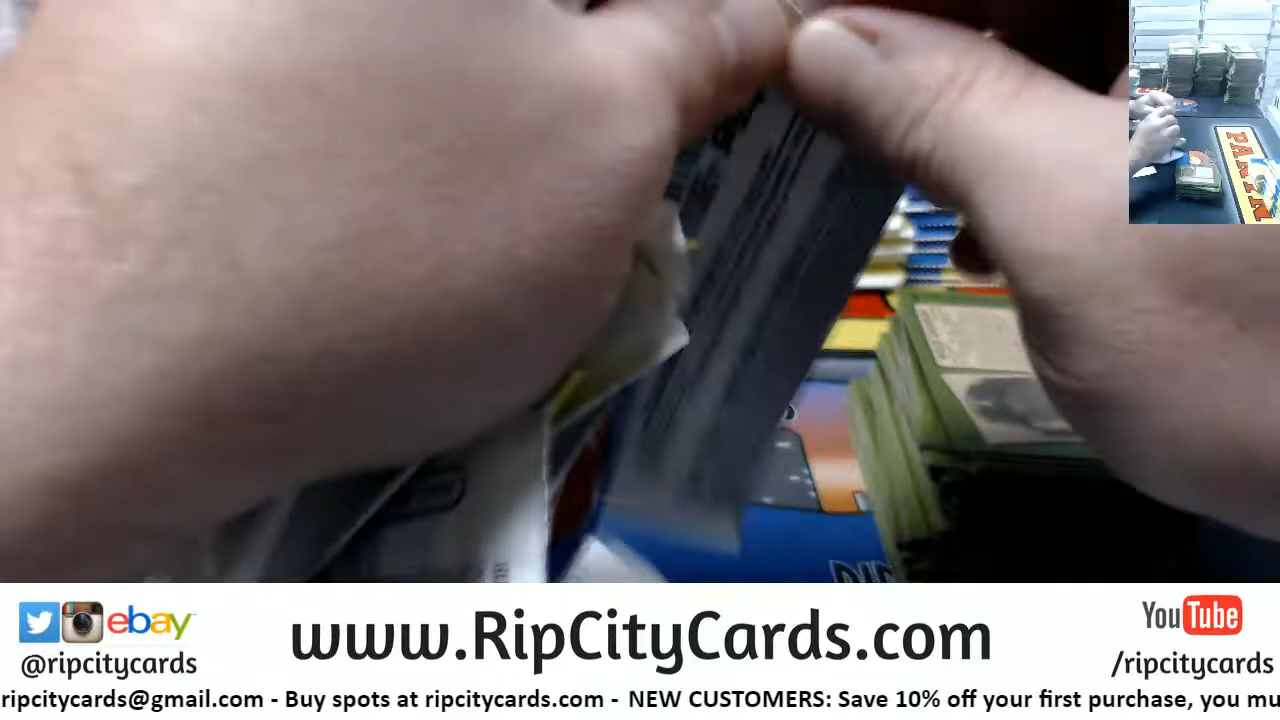 PANIN
ebay
www.RipCityCards.com
YouTube
@ripcitycards
/ripcitycards
ripcitycards@gmail.com - Buy spots at ripcitycards.com - NEW CUSTOMERS: Save 10% off your first purchase, you mu